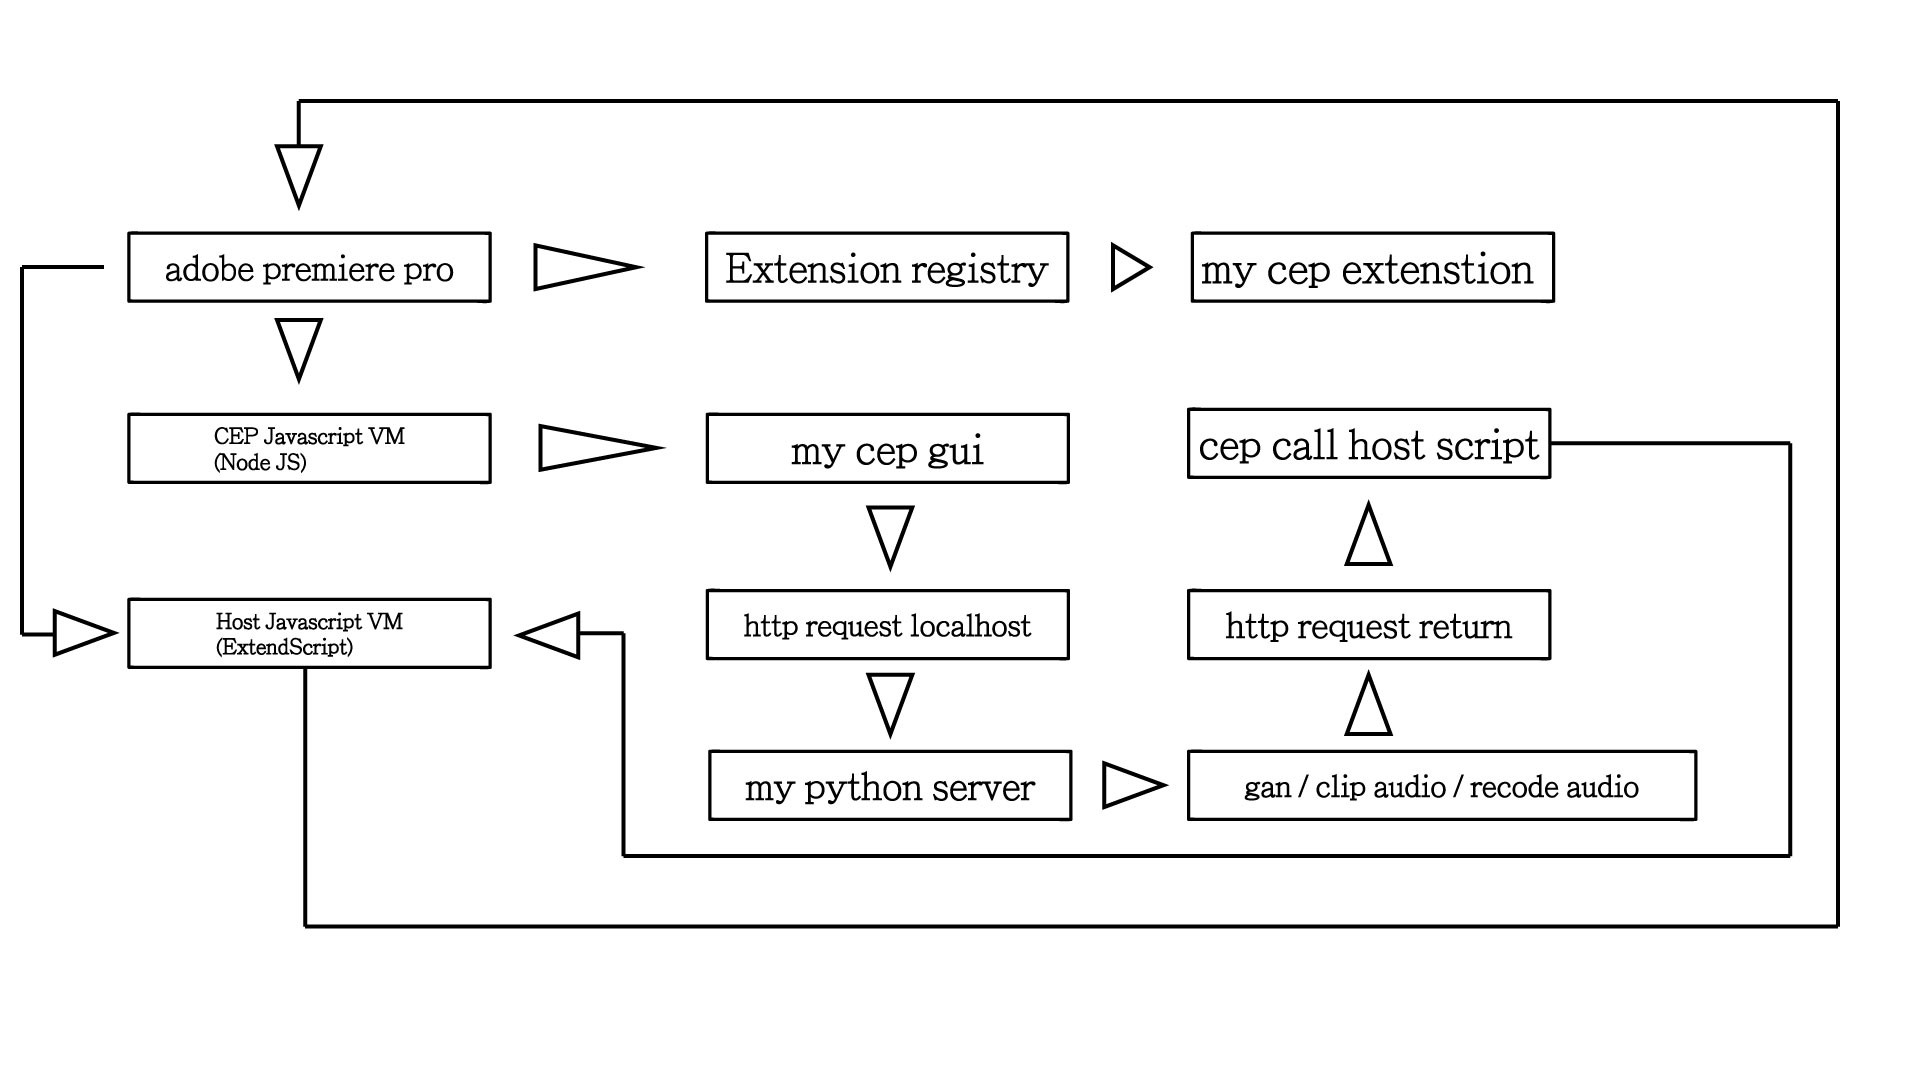 adobe premiere pro
Extension registry
my cep extenstion
CEP Javascript VM
(Node JS)
my cep gui
cep call host script
Host Javascript VM
(ExtendScript)
http request localhost
http request return
my python server
gan / clip audio / recode audio